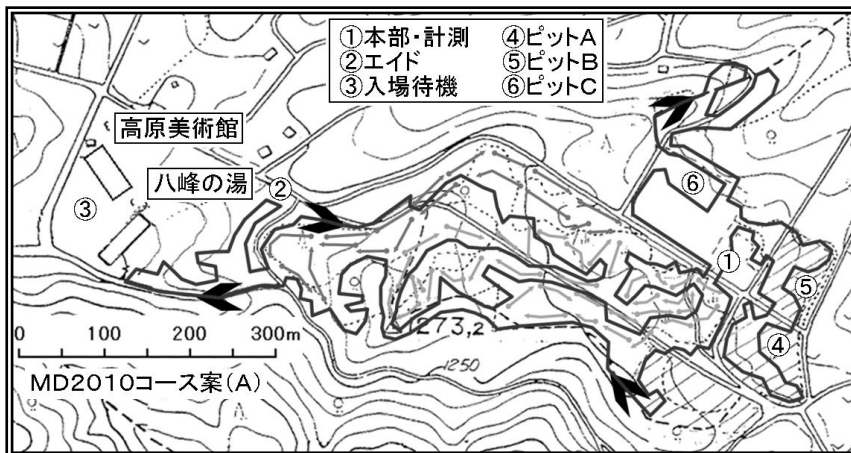 ①本部・計測 ④ピットA
②エイド ⑤ピットB
③入場待機 ⑥ピットC
高原美術館
八峰の湯
②
③
⑥
①
⑤
④
1273,2
1250
0 100 200 300m
MD2010コース案(A)